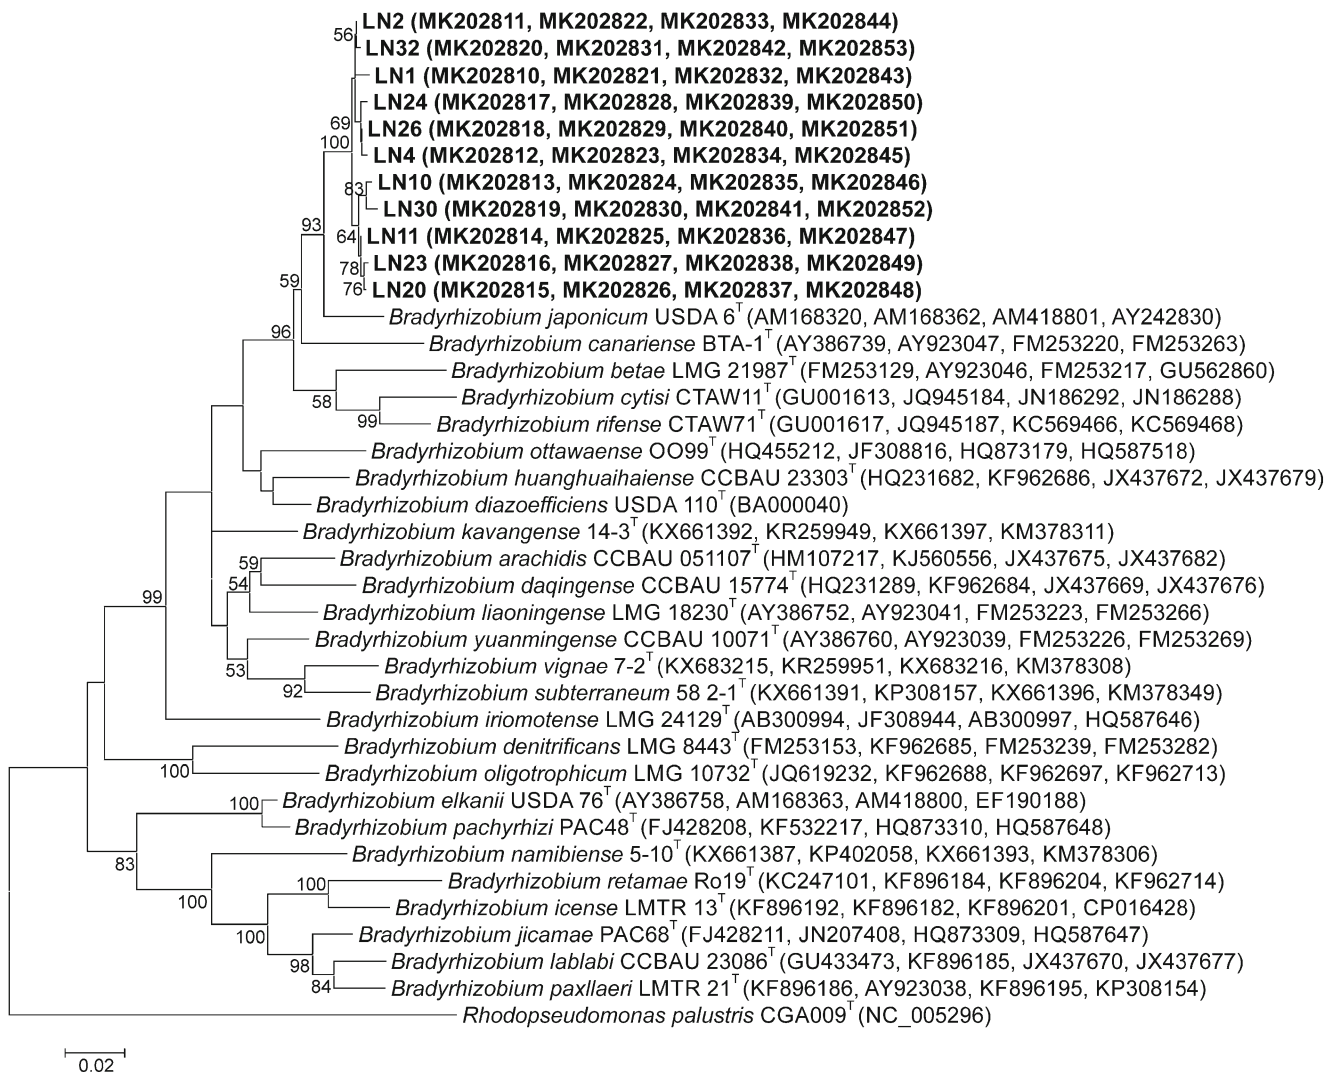 LN2 (MK202811, MK202822, MK202833, MK202844)
56
LN32 (MK202820, MK202831, MK202842, MK202853)
LN1 (MK202810, MK202821, MK202832, MK202843)
LN24 (MK202817, MK202828, MK202839, MK202850)
69
LN26 (MK202818, MK202829, MK202840, MK202851)
100
LN4 (MK202812, MK202823, MK202834, MK202845)
LN10 (MK202813, MK202824, MK202835, MK202846)
83
LN30 (MK202819, MK202830, MK202841, MK202852)
93
64
LN11 (MK202814, MK202825, MK202836, MK202847)
78
LN23 (MK202816, MK202827, MK202838, MK202849)
59
76
LN20 (MK202815, MK202826, MK202837, MK202848)
Bradyrhizobium japonicum USDA 6T (AM168320, AM168362, AM418801, AY242830)
96
Bradyrhizobium canariense BTA-1T (AY386739, AY923047, FM253220, FM253263)
Bradyrhizobium betae LMG 21987T (FM253129, AY923046, FM253217, GU562860)
58
Bradyrhizobium cytisi CTAW11T (GU001613, JQ945184, JN186292, JN186288)
99
Bradyrhizobium rifense CTAW71T (GU001617, JQ945187, KC569466, KC569468)
Bradyrhizobium ottawaense OO99T (HQ455212, JF308816, HQ873179, HQ587518)
Bradyrhizobium huanghuaihaiense CCBAU 23303T (HQ231682, KF962686, JX437672, JX437679)
Bradyrhizobium diazoefficiens USDA 110T (BA000040)
Bradyrhizobium kavangense 14-3T (KX661392, KR259949, KX661397, KM378311)
59
Bradyrhizobium arachidis CCBAU 051107T (HM107217, KJ560556, JX437675, JX437682)
54
Bradyrhizobium daqingense CCBAU 15774T (HQ231289, KF962684, JX437669, JX437676)
99
Bradyrhizobium liaoningense LMG 18230T (AY386752, AY923041, FM253223, FM253266)
Bradyrhizobium yuanmingense CCBAU 10071T (AY386760, AY923039, FM253226, FM253269)
53
Bradyrhizobium vignae 7-2T (KX683215, KR259951, KX683216, KM378308)
92
Bradyrhizobium subterraneum 58 2-1T (KX661391, KP308157, KX661396, KM378349)
Bradyrhizobium iriomotense LMG 24129T (AB300994, JF308944, AB300997, HQ587646)
Bradyrhizobium denitrificans LMG 8443T (FM253153, KF962685, FM253239, FM253282)
100
Bradyrhizobium oligotrophicum LMG 10732T (JQ619232, KF962688, KF962697, KF962713)
100
Bradyrhizobium elkanii USDA 76T (AY386758, AM168363, AM418800, EF190188)
Bradyrhizobium pachyrhizi PAC48T (FJ428208, KF532217, HQ873310, HQ587648)
83
Bradyrhizobium namibiense 5-10T (KX661387, KP402058, KX661393, KM378306)
100
Bradyrhizobium retamae Ro19T (KC247101, KF896184, KF896204, KF962714)
100
Bradyrhizobium icense LMTR 13T (KF896192, KF896182, KF896201, CP016428)
100
Bradyrhizobium jicamae PAC68T (FJ428211, JN207408, HQ873309, HQ587647)
98
Bradyrhizobium lablabi CCBAU 23086T (GU433473, KF896185, JX437670, JX437677)
84
Bradyrhizobium paxllaeri LMTR 21T (KF896186, AY923038, KF896195, KP308154)
Rhodopseudomonas palustris CGA009T (NC_005296)
0.02